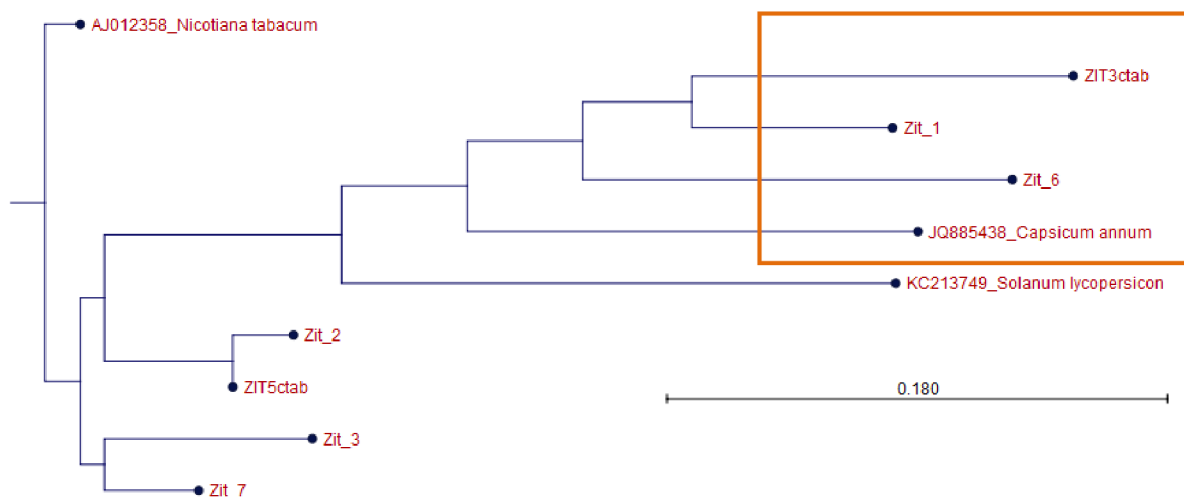 AJ012358_Nicotiana tabacum
ZIT3ctab
Zit_1
Zit_6
JQ885438_Capsicum annum
KC213749_Solanum lycopersicon
Zit_2
ZIT5ctab
0.180
Zit_3
Zit_7